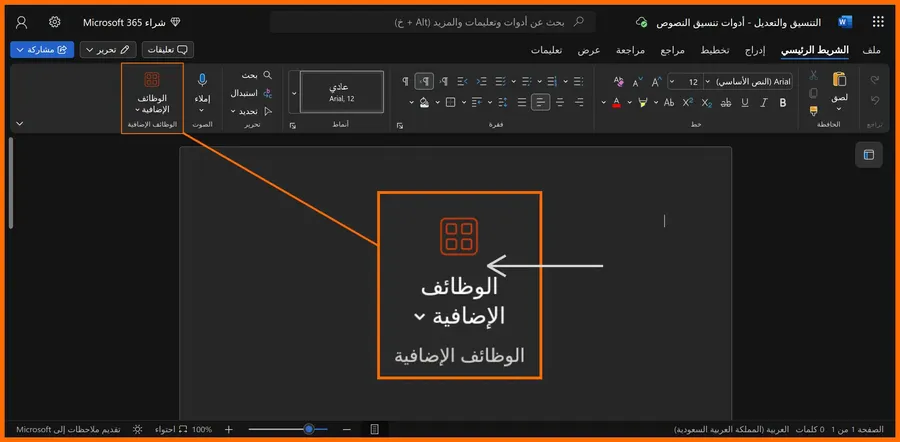 التنسيق والتعديل - أدوات تنسيق النصوص
بحث عن أدوات وتعليمات والمزيد (Alt + خ)
شراء Microsoft 365
ملف
الشريط الرئيسي
إدراج
تخطيط
مراجع
مراجعة
عرض
تعليمات
تعليقات
تحرير
مشاركة
تراجع
لصق
الحافظة
Arial (النص الأساسي)
12
خط
فقرة
عادي
Arial, 12
أنماط
بحث
استبدال
تحديد
تحرير
إملاء
الصوت
الوظائف
الإضافية
الوظائف الإضافية
الوظائف
الإضافية
الوظائف الإضافية
الصفحة 1 من 1
0 كلمات
العربية (المملكة العربية السعودية)
100%
احتواء
تقديم ملاحظات إلى Microsoft